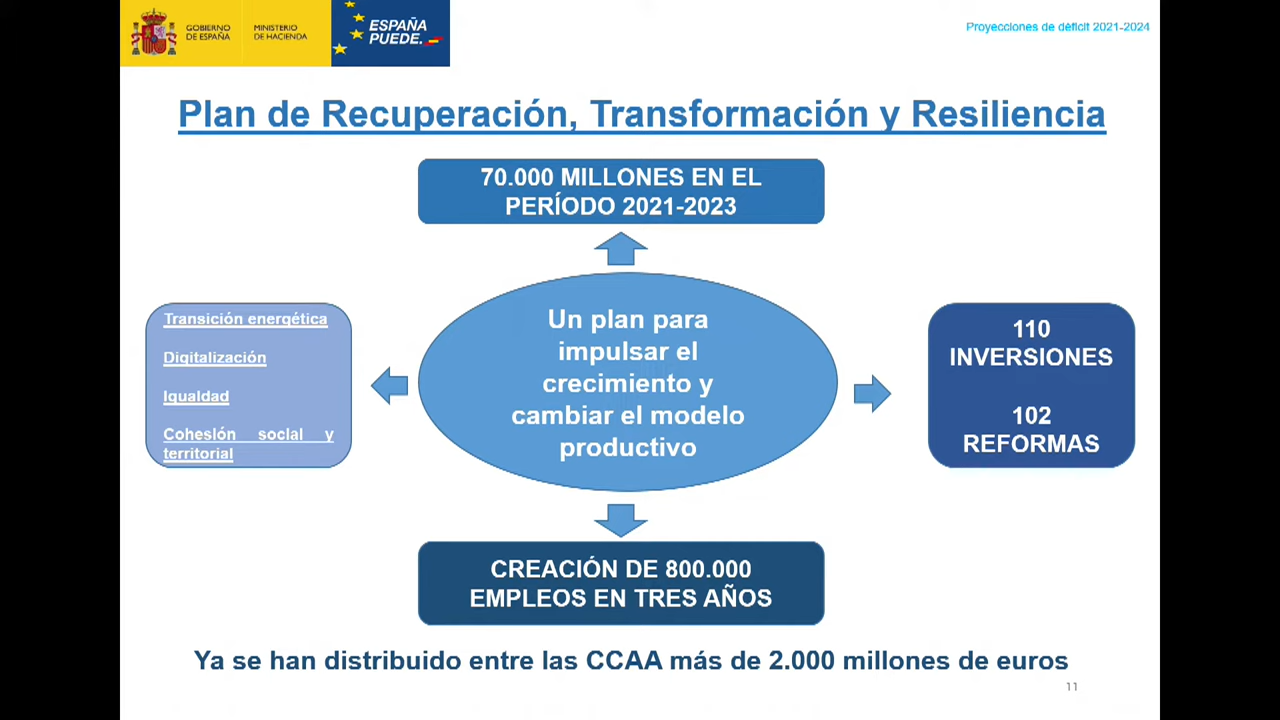 GOBIERNO
DE ESPAÑA
MINISTERIO
DE HACIENDA
ESPAÑA
PUEDE.
Proyecciones de déficit 2021-2024
Plan de Recuperación, Transformación y Resiliencia
70.000 MILLONES EN EL
PERÍODO 2021-2023
Transición energética
Digitalización
Igualdad
Cohesión social y
territorial
Un plan para
impulsar el
crecimiento y
cambiar el modelo
productivo
110
INVERSIONES
102
REFORMAS
CREACIÓN DE 800.000
EMPLEOS EN TRES AÑOS
Ya se han distribuido entre las CCAA más de 2.000 millones de euros
11